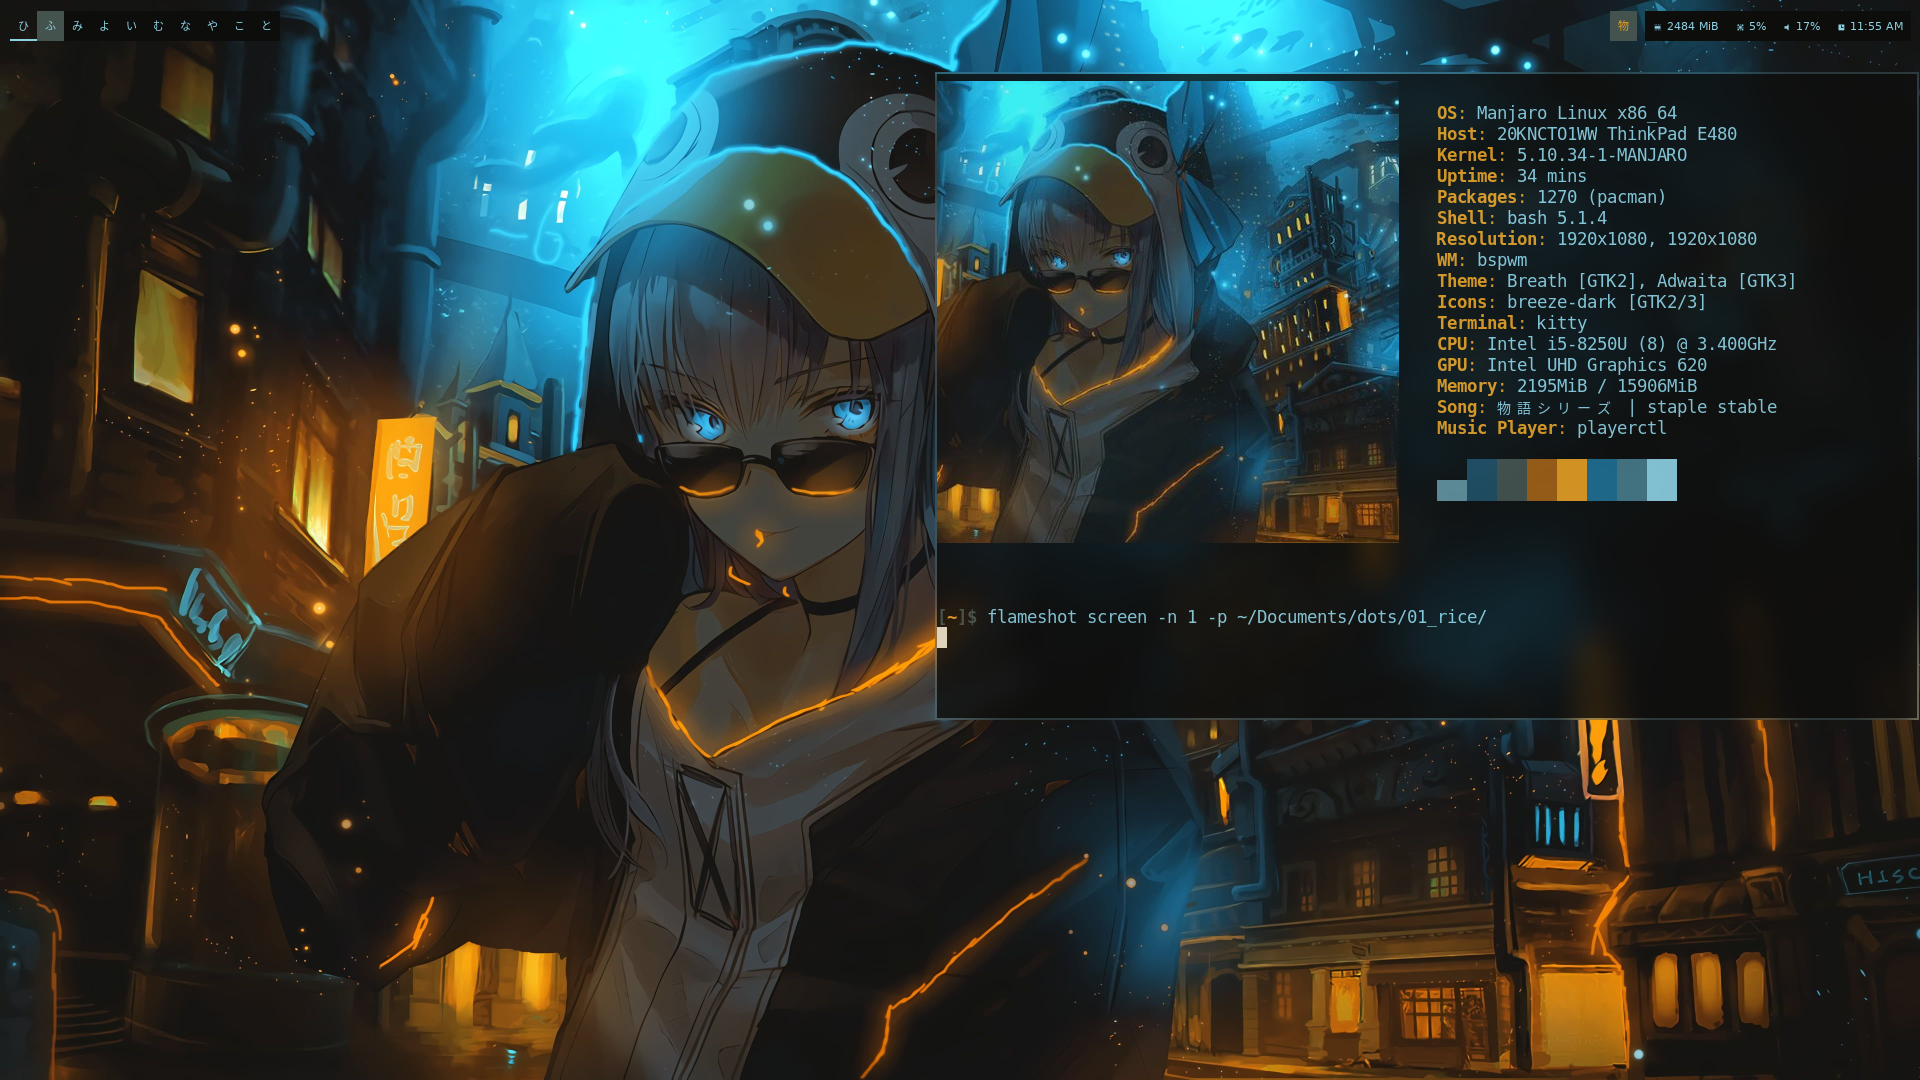 ひ ふ み よ い む な や こ と
物 2484 MiB 5% 17% 11:55 AM
OS: Manjaro Linux x86_64
Host: 20KNCTO1WW ThinkPad E480
Kernel: 5.10.34-1-MANJARO
Uptime: 34 mins
Packages: 1270 (pacman)
Shell: bash 5.1.4
Resolution: 1920x1080, 1920x1080
WM: bspwm
Theme: Breath [GTK2], Adwaita [GTK3]
Icons: breeze-dark [GTK2/3]
Terminal: kitty
CPU: Intel i5-8250U (8) @ 3.400GHz
GPU: Intel UHD Graphics 620
Memory: 2195MiB / 15906MiB
Song: 物語シリーズ | staple stable
Music Player: playerctl
[~]$ flameshot screen -n 1 -p ~/Documents/dots/01_rice/